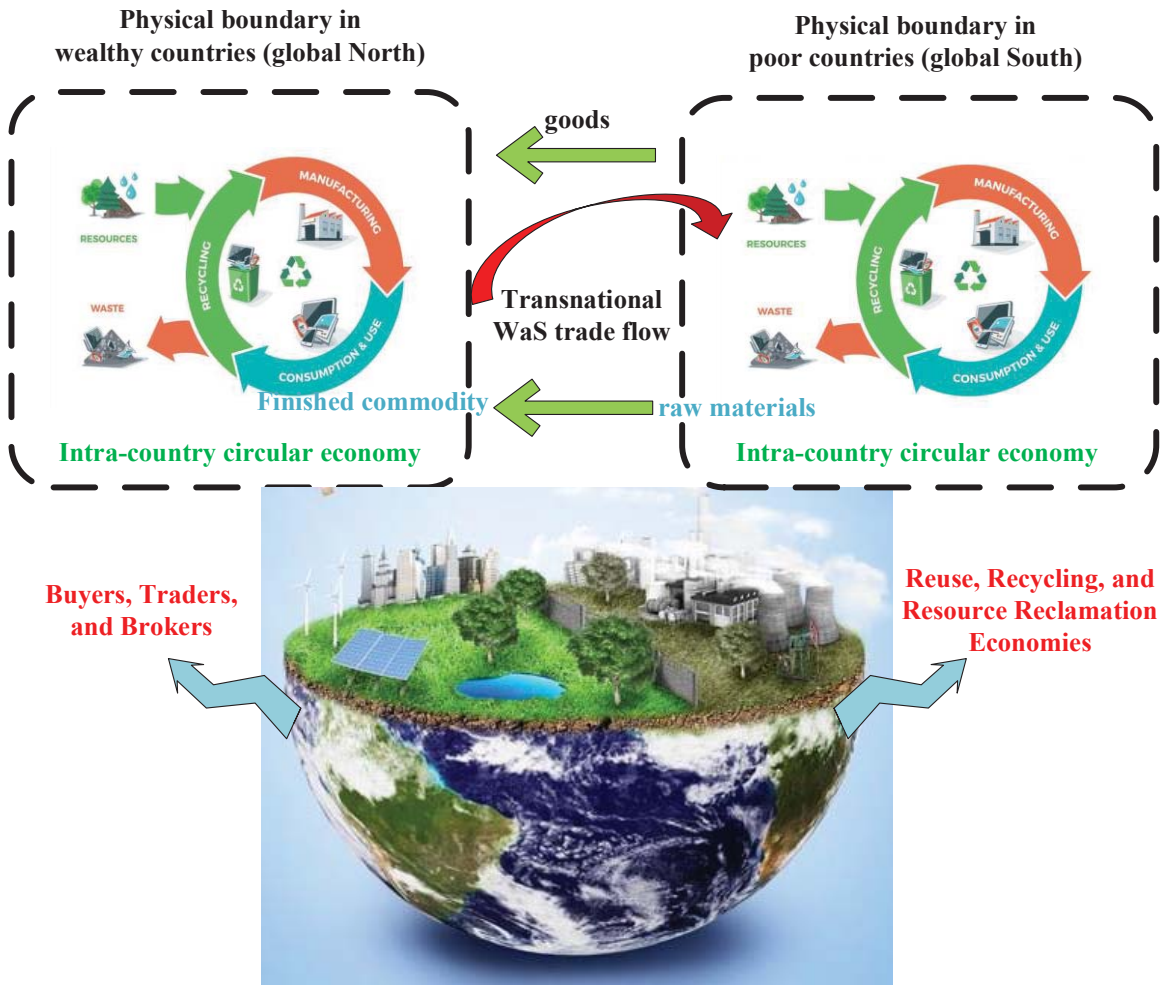 Physical boundary in
wealthy countries (global North)
Physical boundary in
poor countries (global South)
goods
MANUFACTURING
RESOURCES
RECYCLING
WASTE
CONSUMPTION & USE
Transnational
WaS trade flow
MANUFACTURING
RESOURCES
RECYCLING
WASTE
CONSUMPTION & USE
Finished commodity
raw materials
Intra-country circular economy
Intra-country circular economy
Buyers, Traders,
and Brokers
Reuse, Recycling, and
Resource Reclamation
Economies